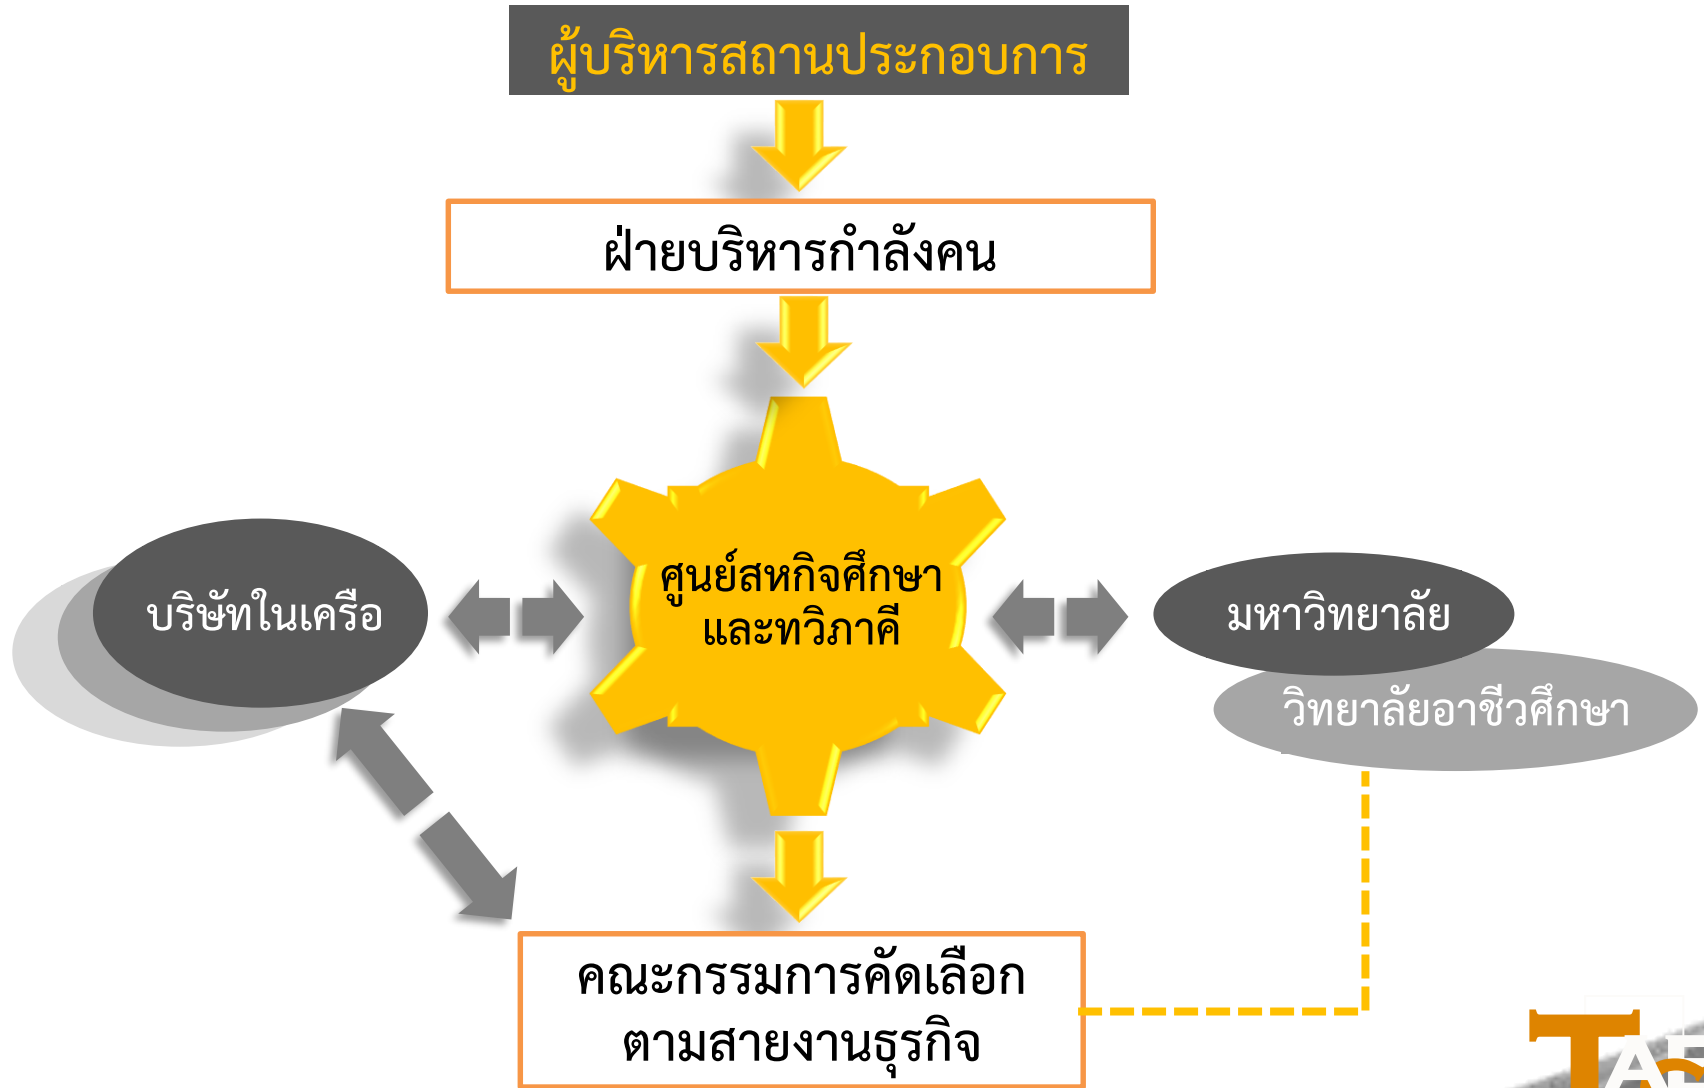 ผู้บริหารสถานประกอบการ
ฝ่ายบริหารกำลังคน
ศูนย์สหกิจศึกษา
และทวิภาคี
บริษัทในเครือ
มหาวิทยาลัย
วิทยาลัยอาชีวศึกษา
คณะกรรมการคัดเลือก
ตามสายงานธุรกิจ